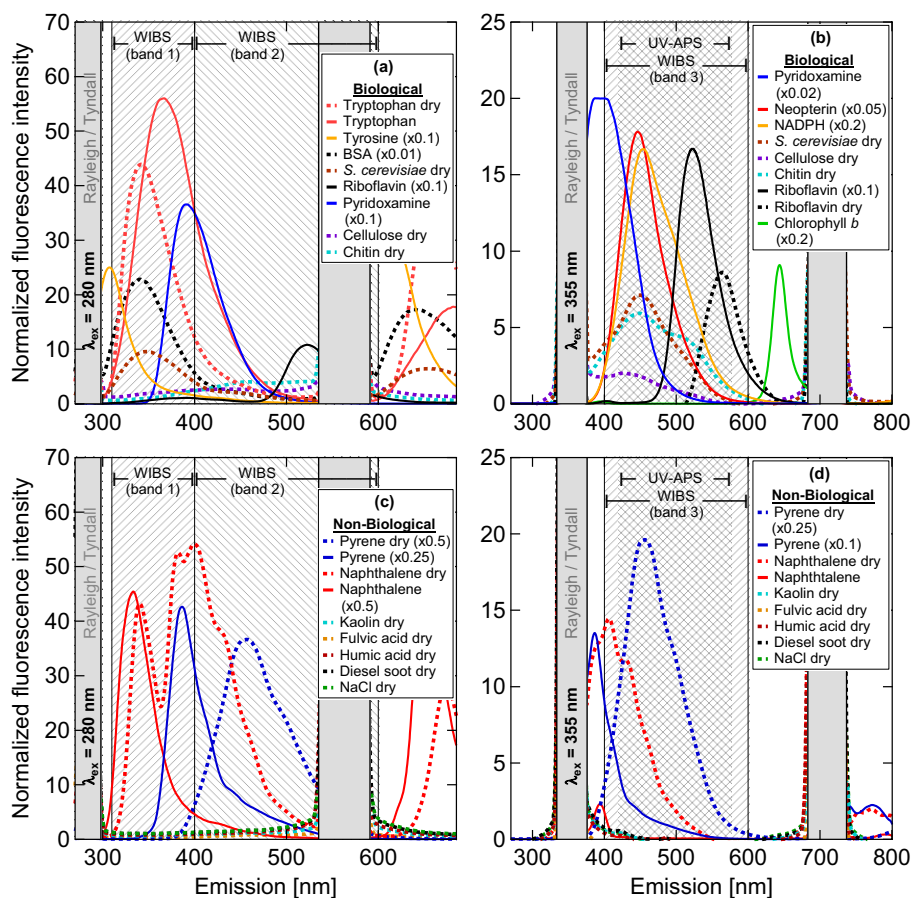 Normalized fluorescence intensity
70
60
50
40
30
20
10
0
300
400
500
600
WIBS
(band 1)
WIBS
(band 2)
Rayleigh / Tyndall
λex = 280 nm
(a)
Biological
Tryptophan dry
Tryptophan
Tyrosine (x0.1)
BSA (x0.01)
S. cerevisiae dry
Riboflavin (x0.1)
Pyridoxamine
(x0.1)
Cellulose dry
Chitin dry
25
20
15
10
5
0
300
400
500
600
700
800
UV-APS
WIBS
(band 3)
Rayleigh / Tyndall
λex = 355 nm
(b)
Biological
Pyridoxamine
(x0.02)
Neopterin (x0.05)
NADPH (x0.2)
S. cerevisiae dry
Cellulose dry
Chitin dry
Riboflavin (x0.1)
Riboflavin dry
Chlorophyll b
(x0.2)
Normalized fluorescence intensity
70
60
50
40
30
20
10
0
300
400
500
600
Emission [nm]
WIBS
(band 1)
WIBS
(band 2)
Rayleigh / Tyndall
λex = 280 nm
(c)
Non-Biological
Pyrene dry (x0.5)
Pyrene (x0.25)
Naphthalene dry
Naphthalene
(x0.5)
Kaolin dry
Fulvic acid dry
Humic acid dry
Diesel soot dry
NaCl dry
25
20
15
10
5
0
300
400
500
600
700
800
Emission [nm]
UV-APS
WIBS
(band 3)
Rayleigh / Tyndall
λex = 355 nm
(d)
Non-Biological
Pyrene dry
(x0.25)
Pyrene (x0.1)
Naphthalene dry
Naphthtalene
Kaolin dry
Fulvic acid dry
Humic acid dry
Diesel soot dry
NaCl dry